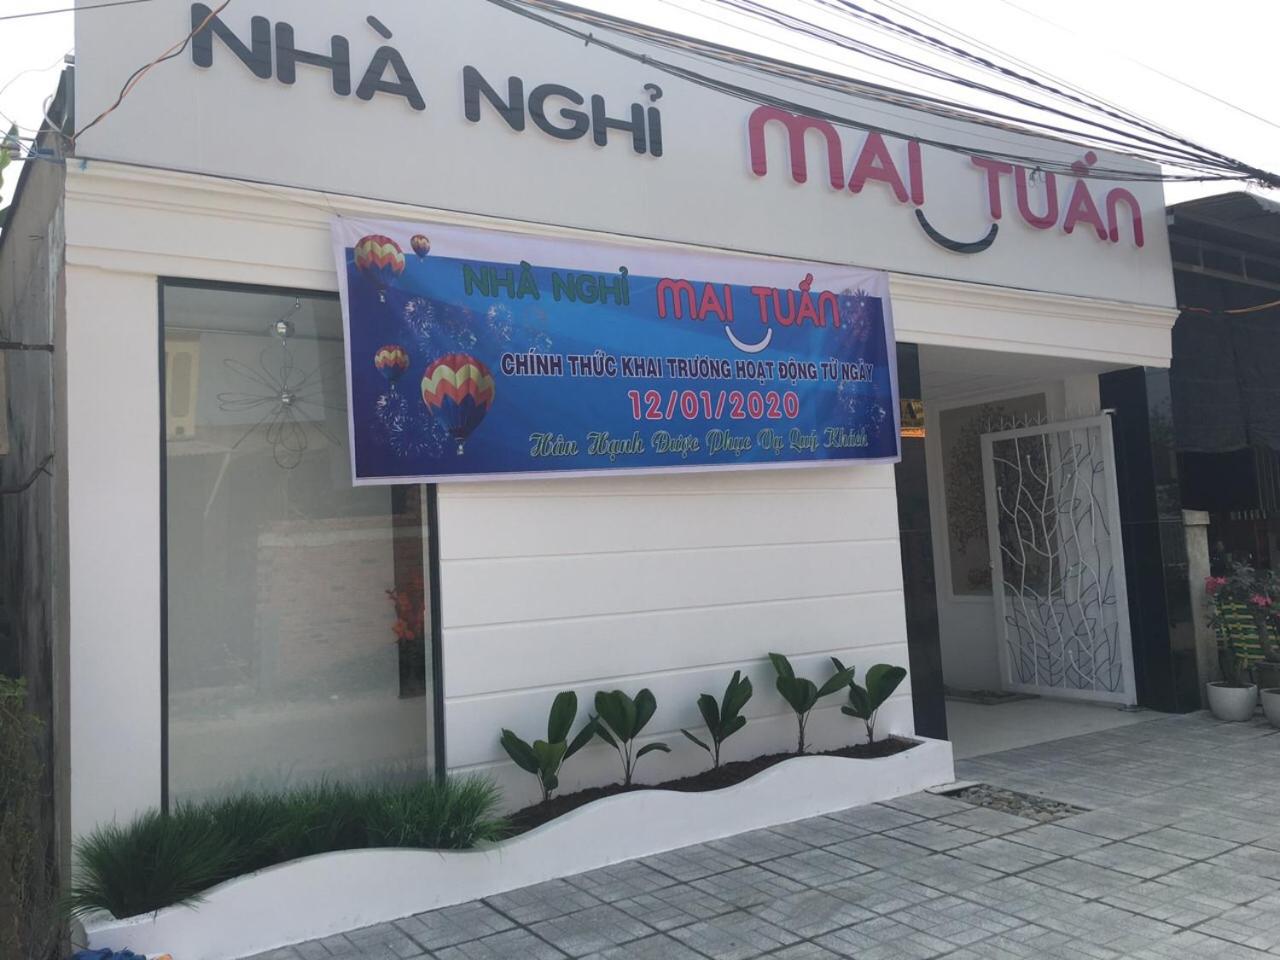 NHÀ NGHỈ MAI TUẤN
NHÀ NGHỈ MAI TUẤN
CHÍNH THỨC KHAI TRƯƠNG HOẠT ĐỘNG TỪ NGÀY
12/01/2020
Hân Hạnh Được Phục Vụ Quý Khách